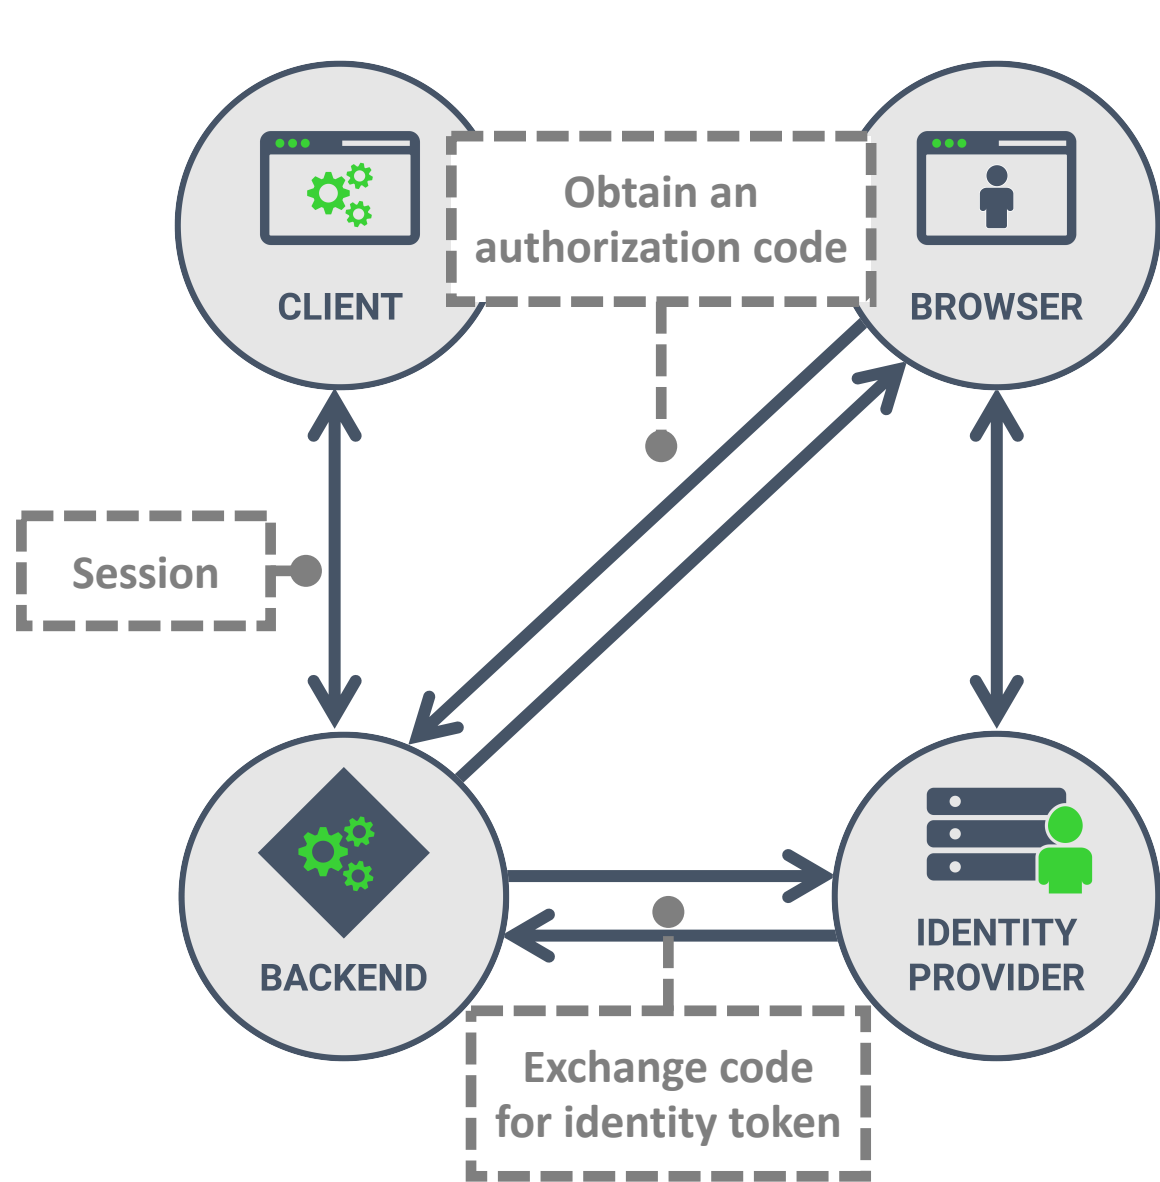 Obtain an
authorization code
CLIENT
BROWSER
Session
IDENTITY
PROVIDER
BACKEND
Exchange code
for identity token